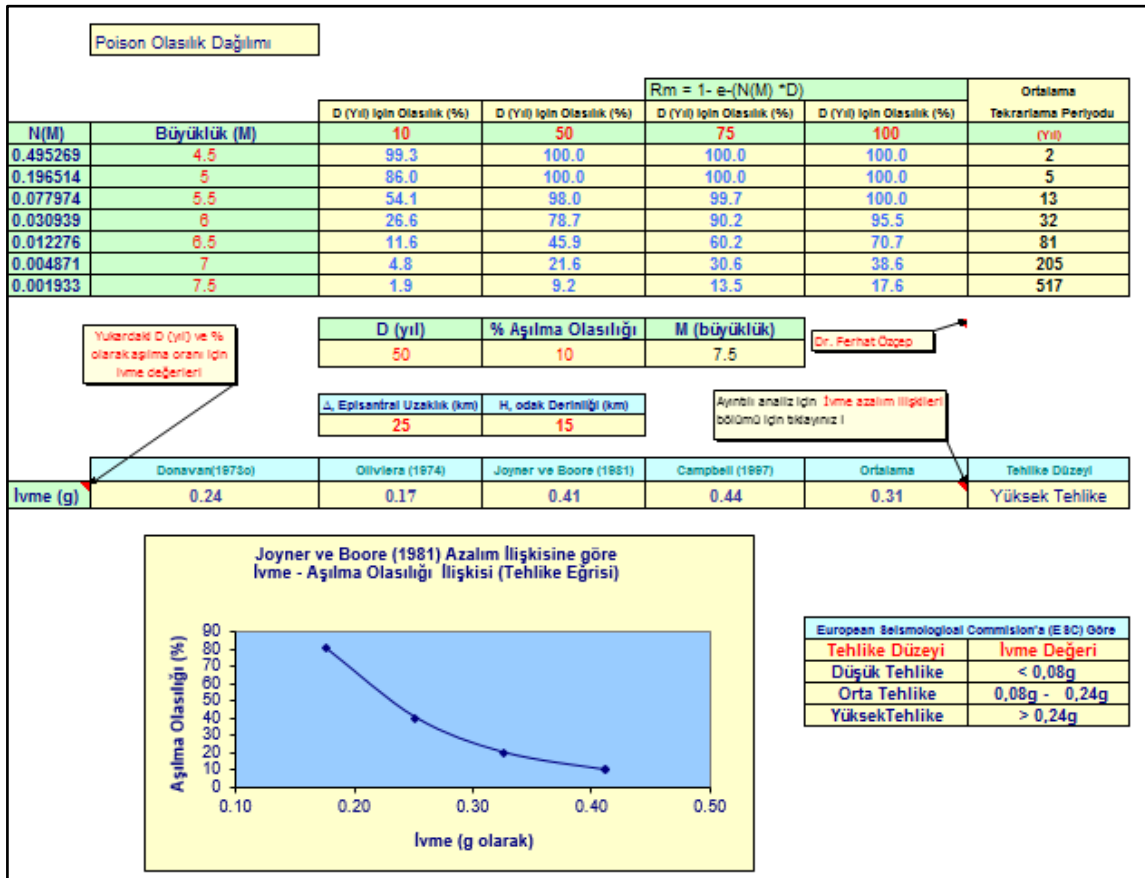 Poison Olasılık Dağılımı
Rm = 1- e-(N(M) *D)
Ortalama
D (Yıl) Için Olasılık (%) D (Yıl) Için Olasılık (%) D (Yıl) Için Olasılık (%) D (Yıl) Için Olasılık (%) Tekrarlama Periyodu
N(M) Büyüklük (M) 10 50 75 100 (Yıl)
0.495269 4.5 99.3 100.0 100.0 100.0 2
0.196514 5 86.0 100.0 100.0 100.0 5
0.077974 5.5 54.1 98.0 99.7 100.0 13
0.030939 6 26.6 78.7 90.2 95.5 32
0.012276 6.5 11.6 45.9 60.2 70.7 81
0.004871 7 4.8 21.6 30.6 38.6 205
0.001933 7.5 1.9 9.2 13.5 17.6 517
Yukardaki D (yıl) ve %
olarak aşılma oranı için
ivme değerleri
D (yıl) % Aşılma Olasılığı M (büyüklük)
50 10 7.5
Dr. Ferhat Özçep
Δ, Episantral Uzaklık (km) H, odak Derinliği (km)
25 15
Ayrıntılı analiz için İvme azalım ilişkileri
bölümü için tıklayınız !
Donavan(1973o) Oliviera (1974) Joyner ve Boore (1981) Campbell (1997) Ortalama Tehlike Düzeyi
İvme (g) 0.24 0.17 0.41 0.44 0.31 Yüksek Tehlike
Joyner ve Boore (1981) Azalım İlişkisine göre
İvme - Aşılma Olasılığı İlişkisi (Tehlike Eğrisi)
Aşılma Olasılığı (%)
90
80
70
60
50
40
30
20
10
0
0.10 0.20 0.30 0.40 0.50
İvme (g olarak)
European Seismological Commision'a (ESC) Göre
Tehlike Düzeyi İvme Değeri
Düşük Tehlike < 0,08g
Orta Tehlike 0,08g - 0,24g
YüksekTehlike > 0,24g